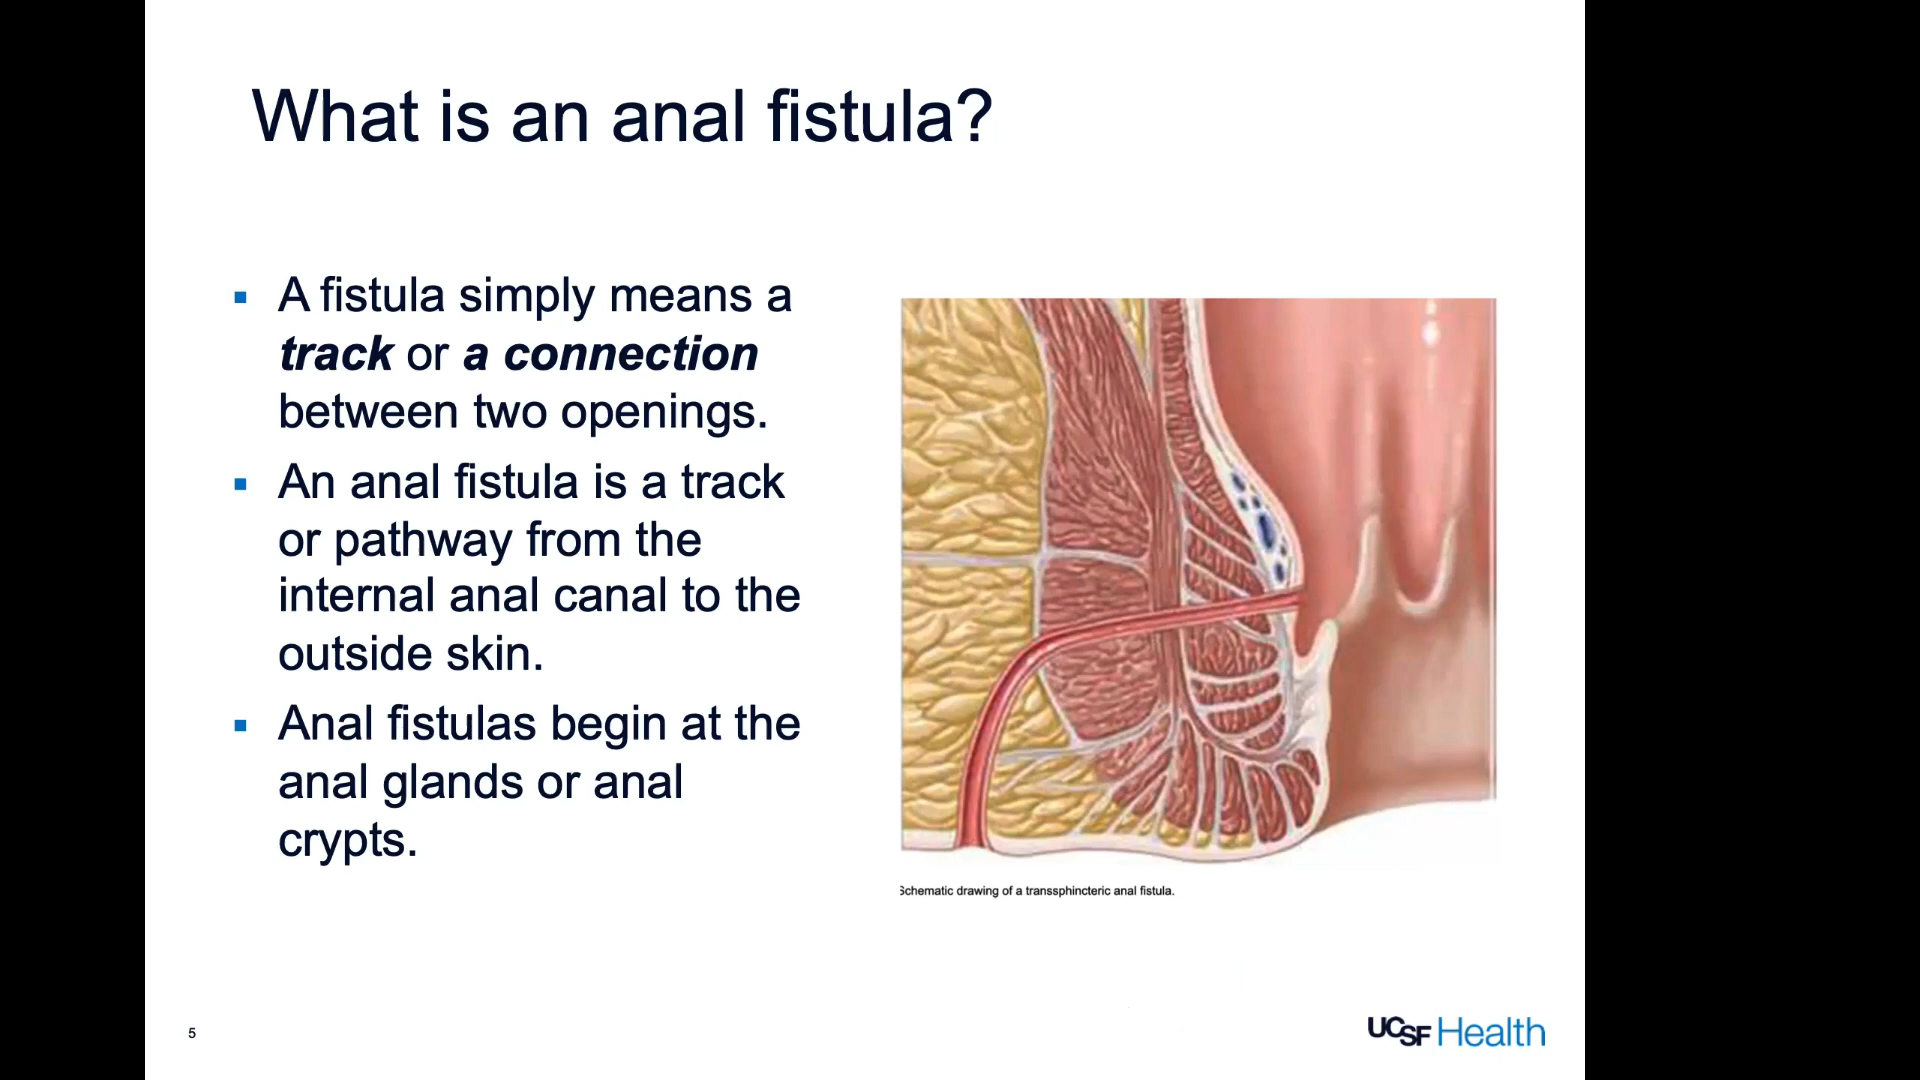 What is an anal fistula?
▪ A fistula simply means a
track or a connection
between two openings.
▪ An anal fistula is a track
or pathway from the
internal anal canal to the
outside skin.
▪ Anal fistulas begin at the
anal glands or anal
crypts.
Schematic drawing of a transsphincteric anal fistula.
5
UCSF Health